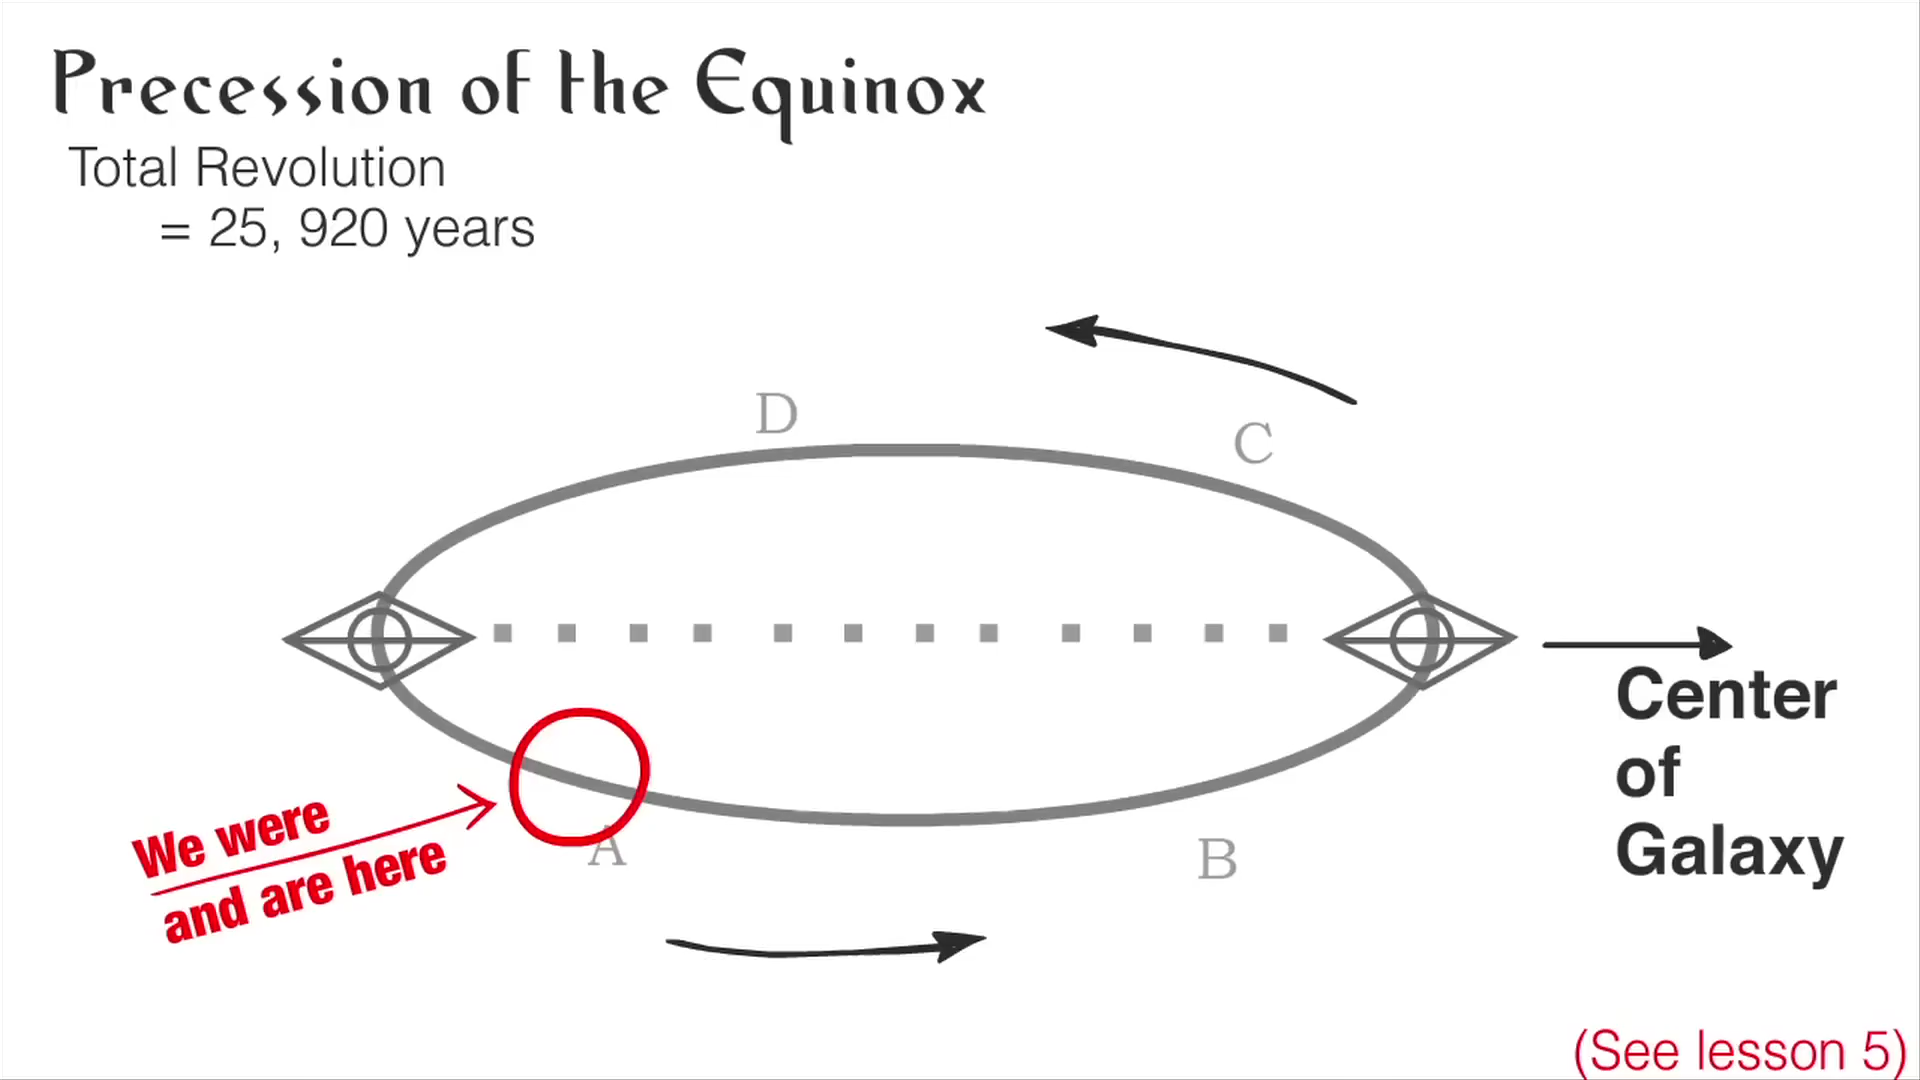 Precession of the Equinox
Total Revolution
= 25, 920 years
D
C
Center
of
Galaxy
We were
and are here
A
B
(See lesson 5)